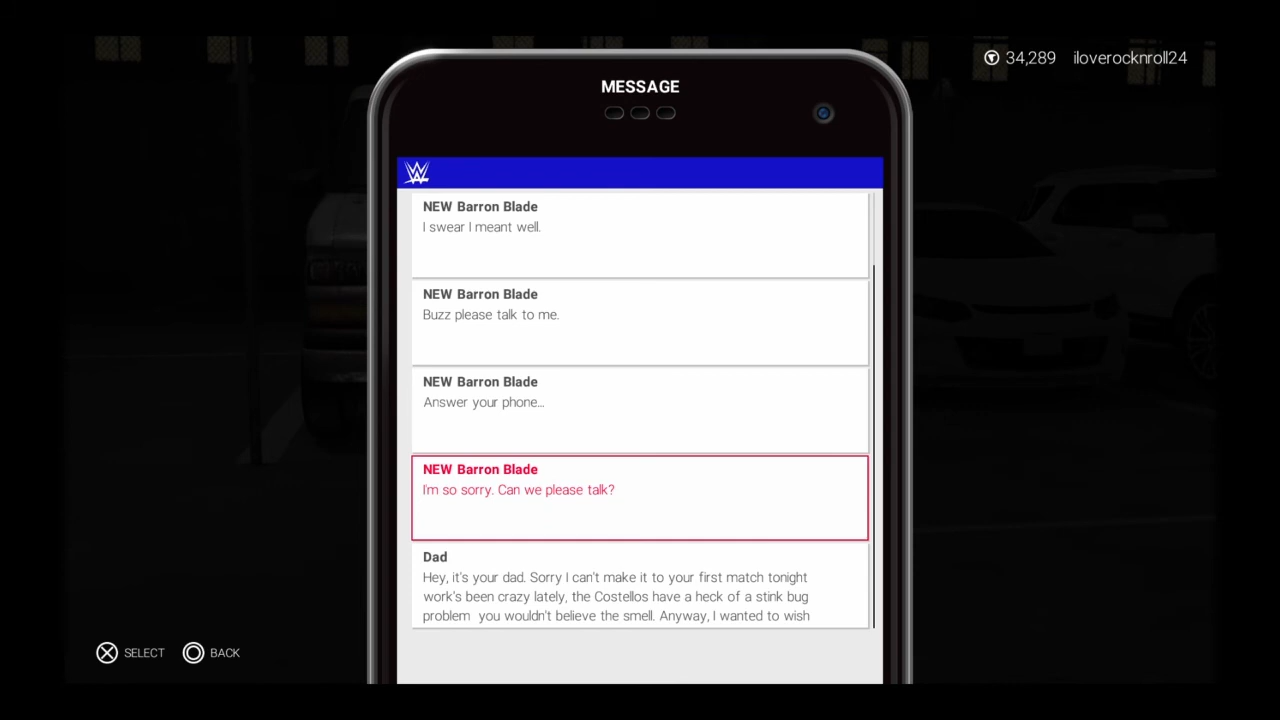 34,289 iloverocknroll24
MESSAGE
NEW Barron Blade
I swear I meant well.
NEW Barron Blade
Buzz please talk to me.
NEW Barron Blade
Answer your phone...
NEW Barron Blade
I'm so sorry. Can we please talk?
Dad
Hey, it's your dad. Sorry I can't make it to your first match tonight
work's been crazy lately, the Costellos have a heck of a stink bug
problem you wouldn't believe the smell. Anyway, I wanted to wish
SELECT BACK